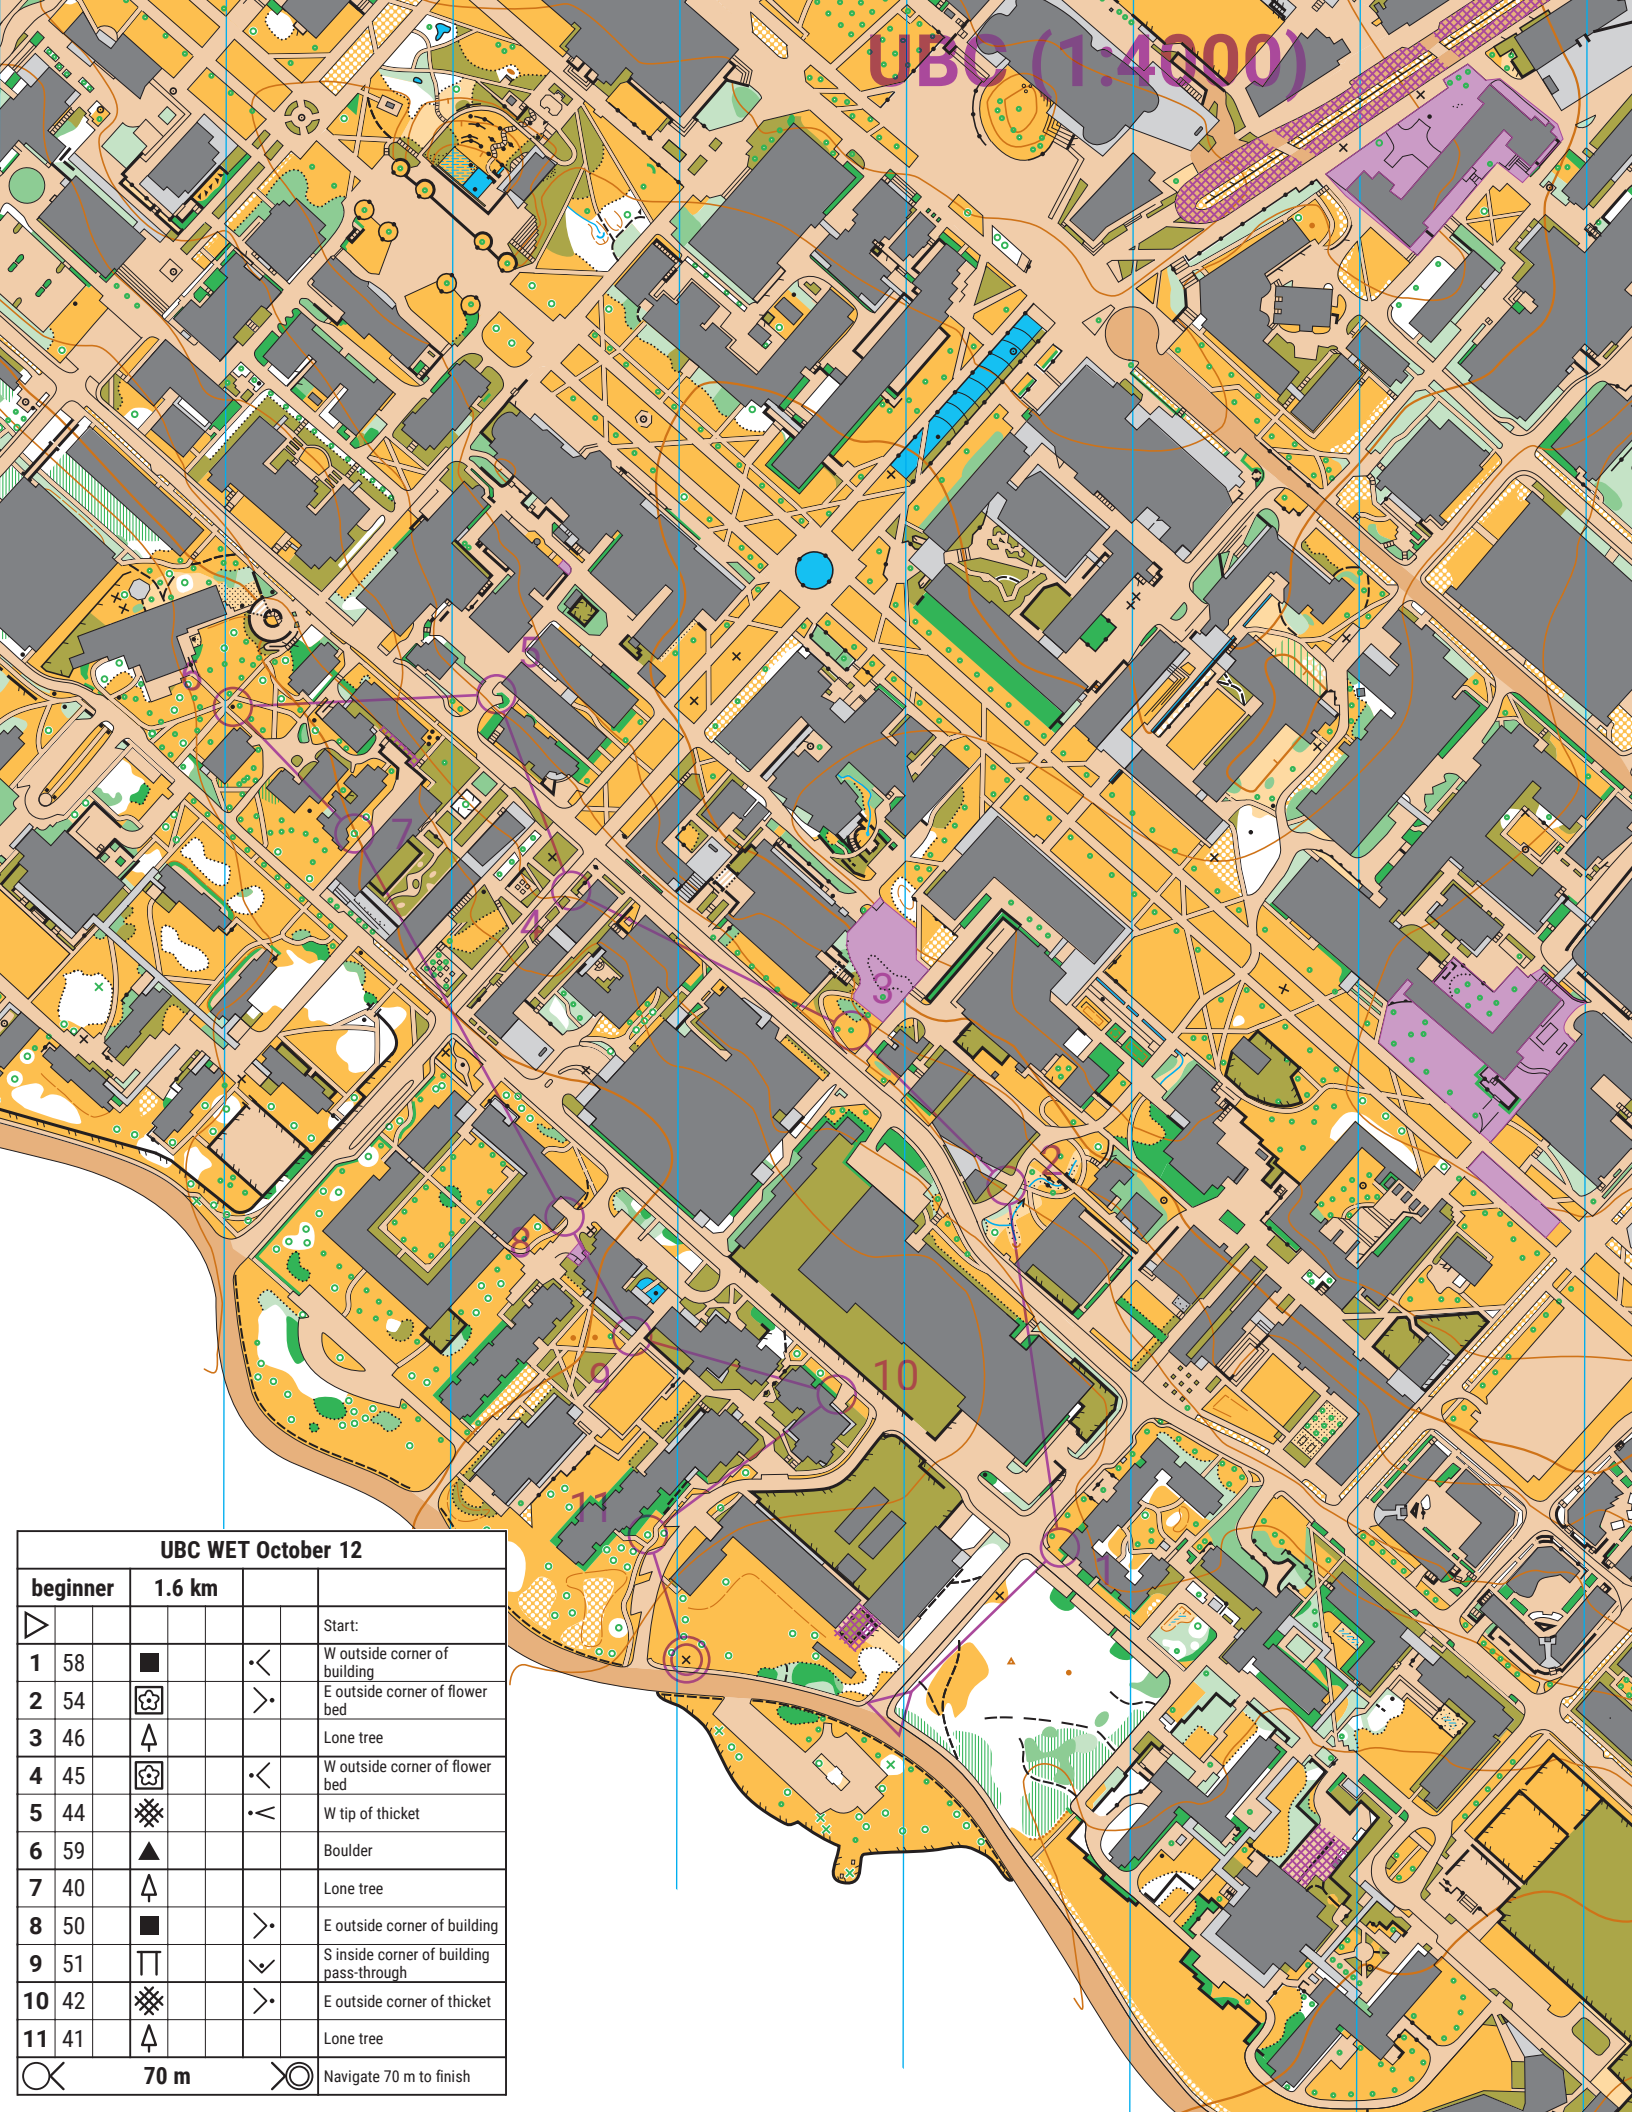 UBC (1:4000)
5
6
7
4
3
2
8
9
10
11
1
UBC WET October 12
beginner 1.6 km
Start:
1 58 W outside corner of building
2 54 E outside corner of flower bed
3 46 Lone tree
4 45 W outside corner of flower bed
5 44 W tip of thicket
6 59 Boulder
7 40 Lone tree
8 50 E outside corner of building
9 51 S inside corner of building pass-through
10 42 E outside corner of thicket
11 41 Lone tree
70 m Navigate 70 m to finish